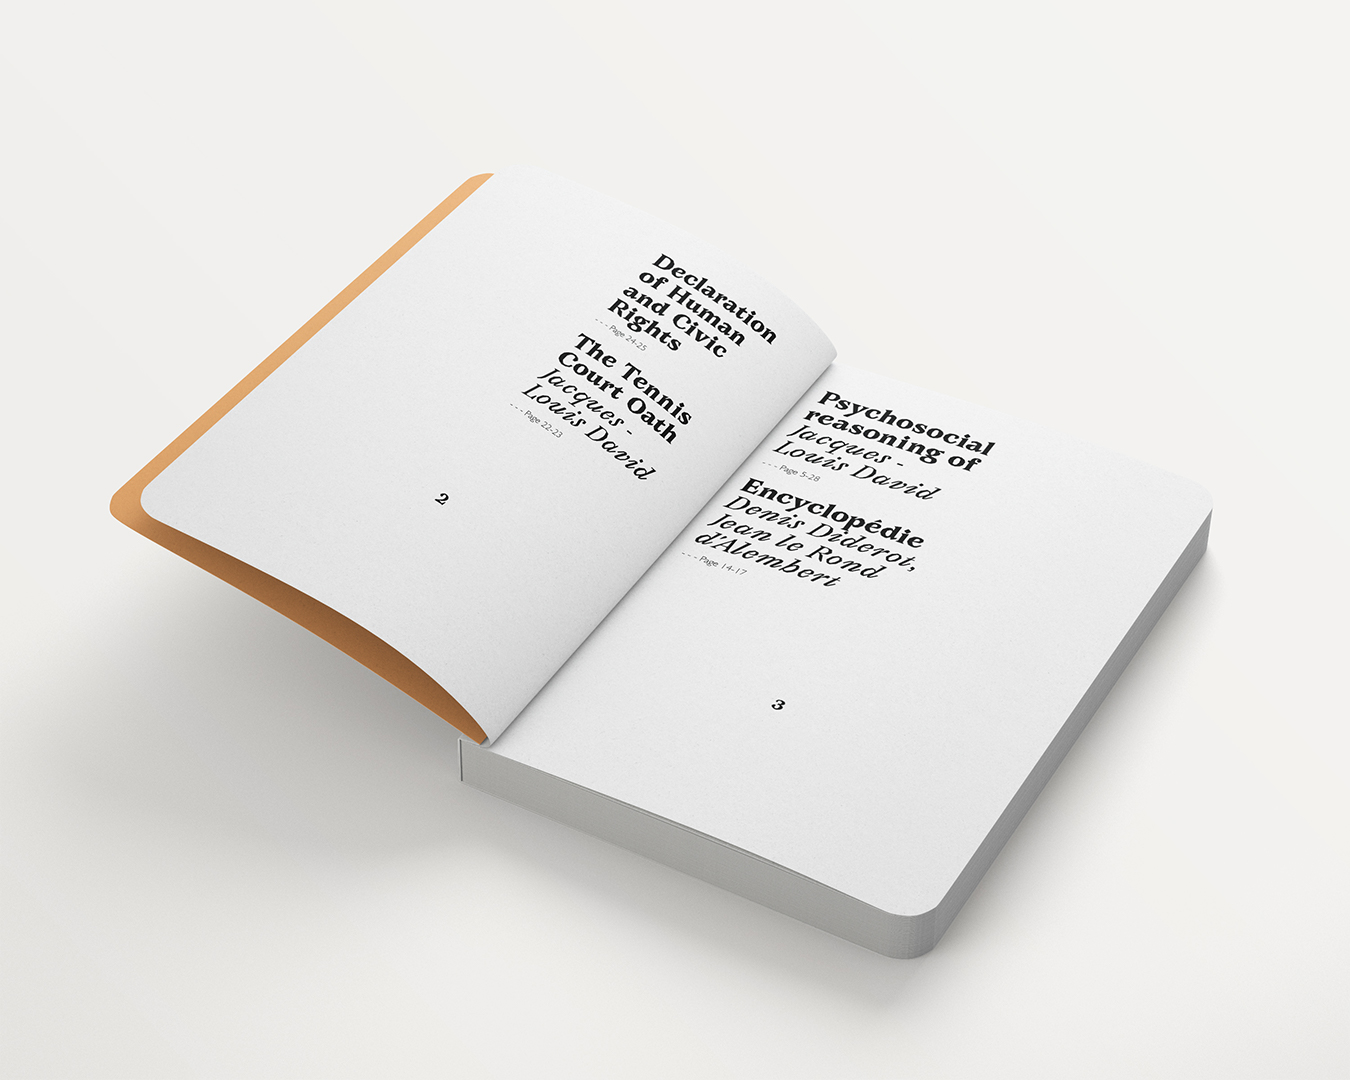 Declaration
of Human
and Civic
Rights
- - - Page 24-25
The Tennis
Court Oath
Jacques -
Louis David
- - - Page 22-23
2
Psychosocial
reasoning of
Jacques -
Louis David
- - - Page 5-28
Encyclopédie
Denis Diderot,
Jean le Rond
d'Alembert
- - - Page 14-17
3